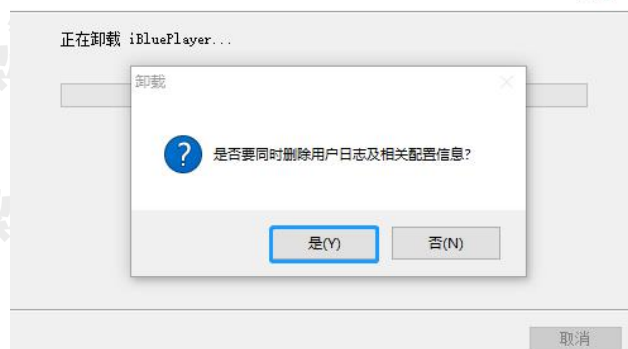 正在卸载 iBluePlayer...
卸载
是否要同时删除用户日志及相关配置信息?
是(Y)
否(N)
取消